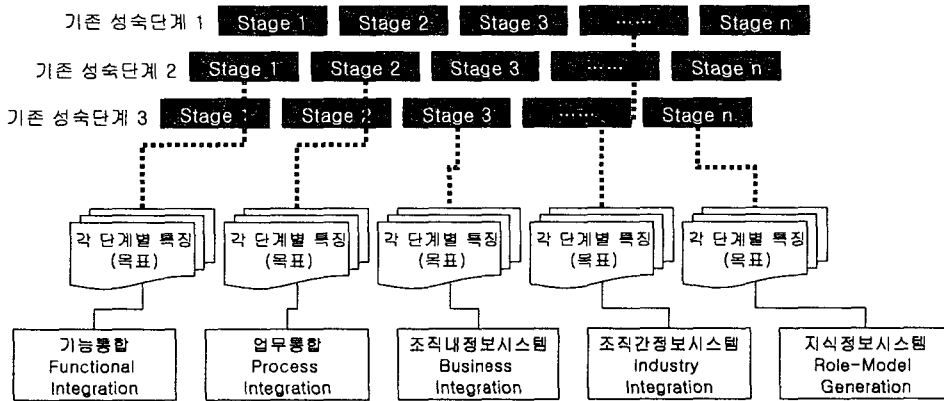 기존 성숙단계 1 Stage 1 Stage 2 Stage 3 ...... Stage n
기존 성숙단계 2 Stage 1 Stage 2 Stage 3 ...... Stage n
기존 성숙단계 3 Stage 1 Stage 2 Stage 3 ...... Stage n
각 단계별 특징 각 단계별 특징 각 단계별 특징 각 단계별 특징 각 단계별 특징
(목표) (목표) (목표) (목표) (목표)
기능통합 업무통합 조직내정보시스템 조직간정보시스템 지식정보시스템
Functional Process Business Industry Role-Model
Integration Integration Integration Integration Generation